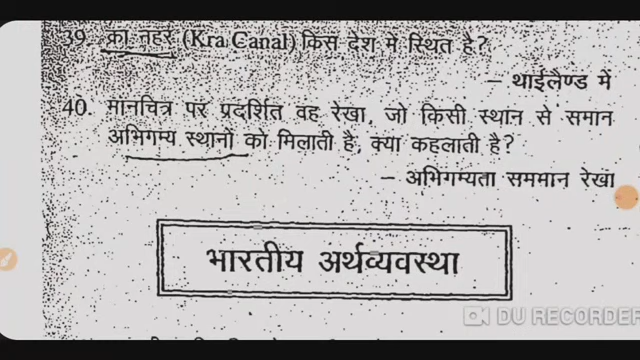 39. क्रा नहर (Kra Canal) किस देश में स्थित है?
– थाईलैण्ड में
40. मानचित्र पर प्रदर्शित वह रेखा, जो किसी स्थान से समान
अभिगम्य स्थानों को मिलाती है, क्या कहलाती है?
– अभिगम्यता सममान रेखा
भारतीय अर्थव्यवस्था
DU RECORDER